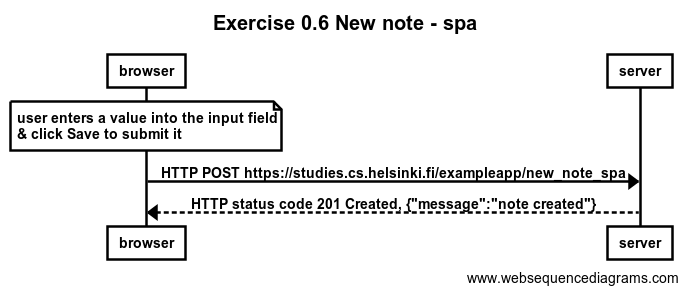 Exercise 0.6 New note - spa
browser
server
user enters a value into the input field
& click Save to submit it
HTTP POST https://studies.cs.helsinki.fi/exampleapp/new_note_spa
HTTP status code 201 Created, {"message":"note created"}
browser
server
www.websequencediagrams.com